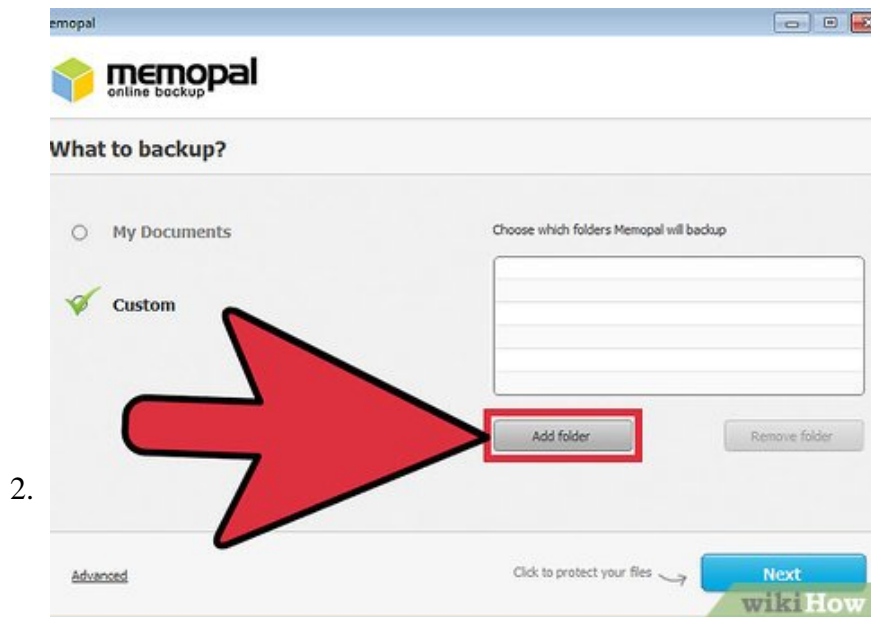 emopal
memopal
online backup
What to backup?
My Documents
Choose which folders Memopal will backup
Custom
Add folder
Remove folder
2.
Advanced
Click to protect your files
Next
wikiHow